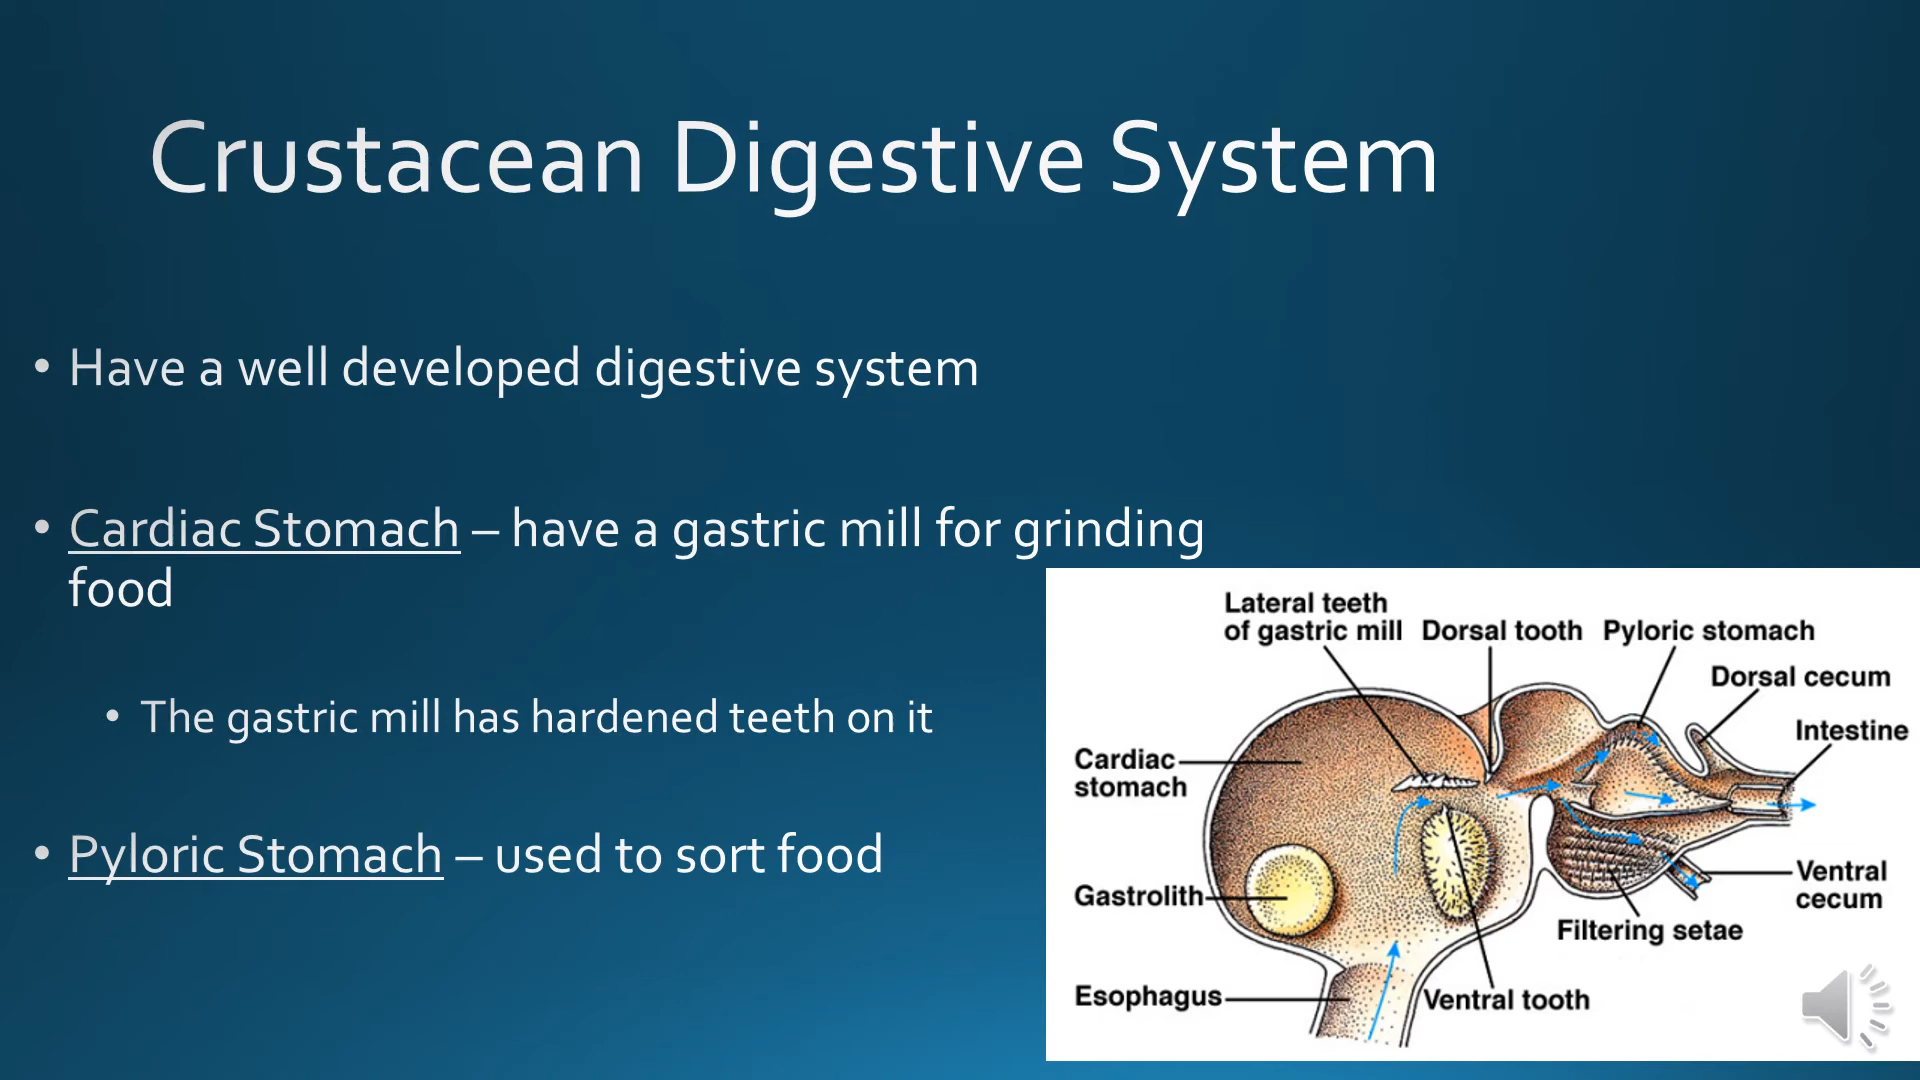 Crustacean Digestive System
• Have a well developed digestive system
• Cardiac Stomach – have a gastric mill for grinding
food
• The gastric mill has hardened teeth on it
• Pyloric Stomach – used to sort food
Lateral teeth
of gastric mill
Dorsal tooth
Pyloric stomach
Dorsal cecum
Intestine
Cardiac
stomach
Gastrolith
Ventral
cecum
Filtering setae
Esophagus
Ventral tooth